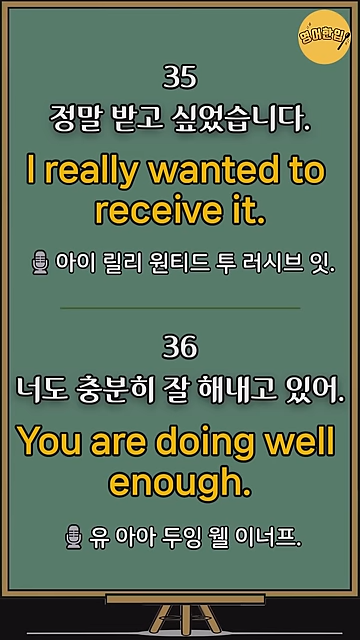 영어한입
35
정말 받고 싶었습니다.
I really wanted to
receive it.
아이 릴리 원티드 투 러시브 잇.
36
너도 충분히 잘 해내고 있어.
You are doing well
enough.
유 아아 두잉 웰 이너프.